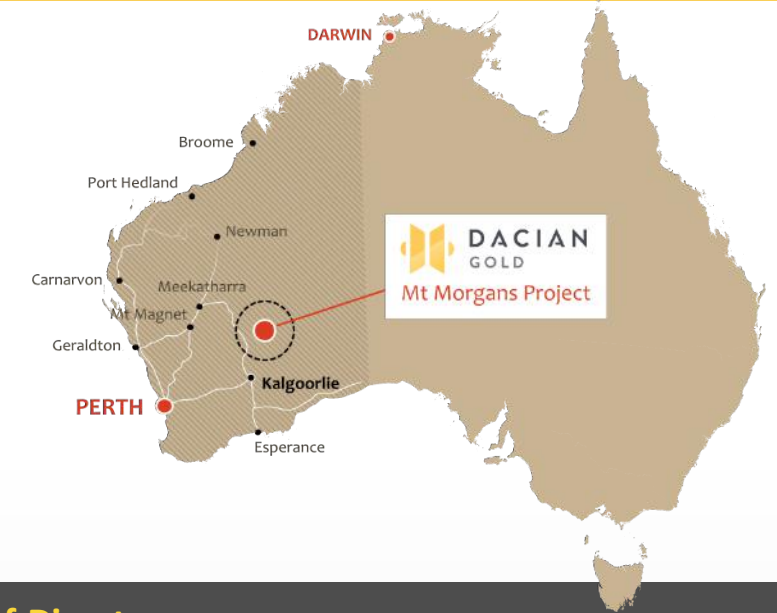 DARWIN
Broome
Port Hedland
Newman
DACIAN
GOLD
Mt Morgans Project
Carnarvon
Meekatharra
Mt Magnet
Geraldton
Kalgoorlie
PERTH
Esperance